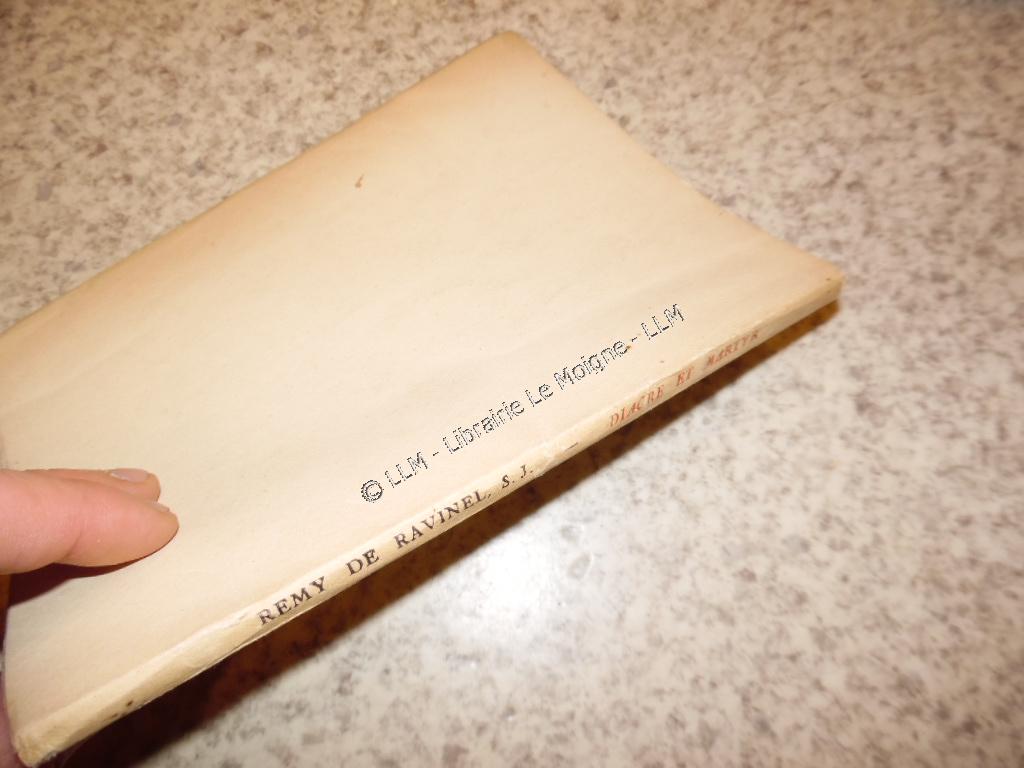 © LLM - Librairie Le Moigne - LLM
REMY DE RAVINEL, S. J. — DIACRE ET MARTYR